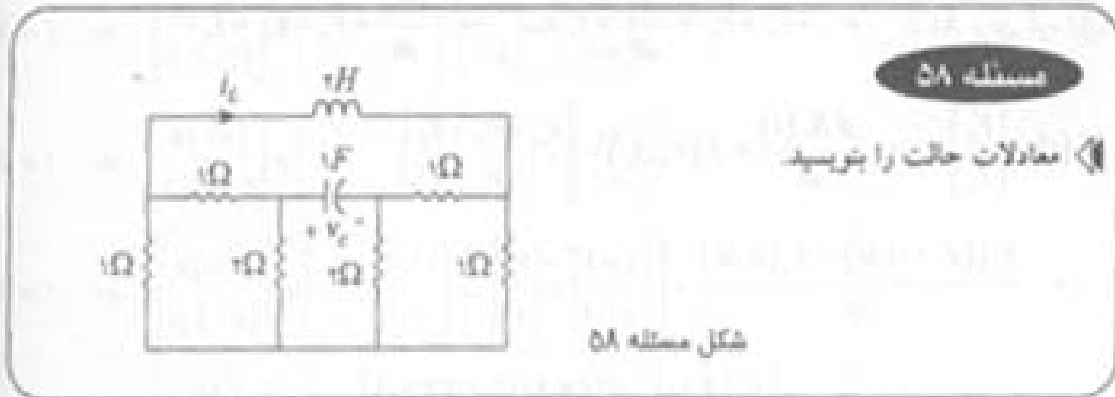 مسئله ۵۸
معادلات حالت را بنویسید.
i_L
۲H
۱Ω
۱F
۱Ω
+ v_c -
۱Ω
۲Ω
۲Ω
۱Ω
شکل مسئله ۵۸